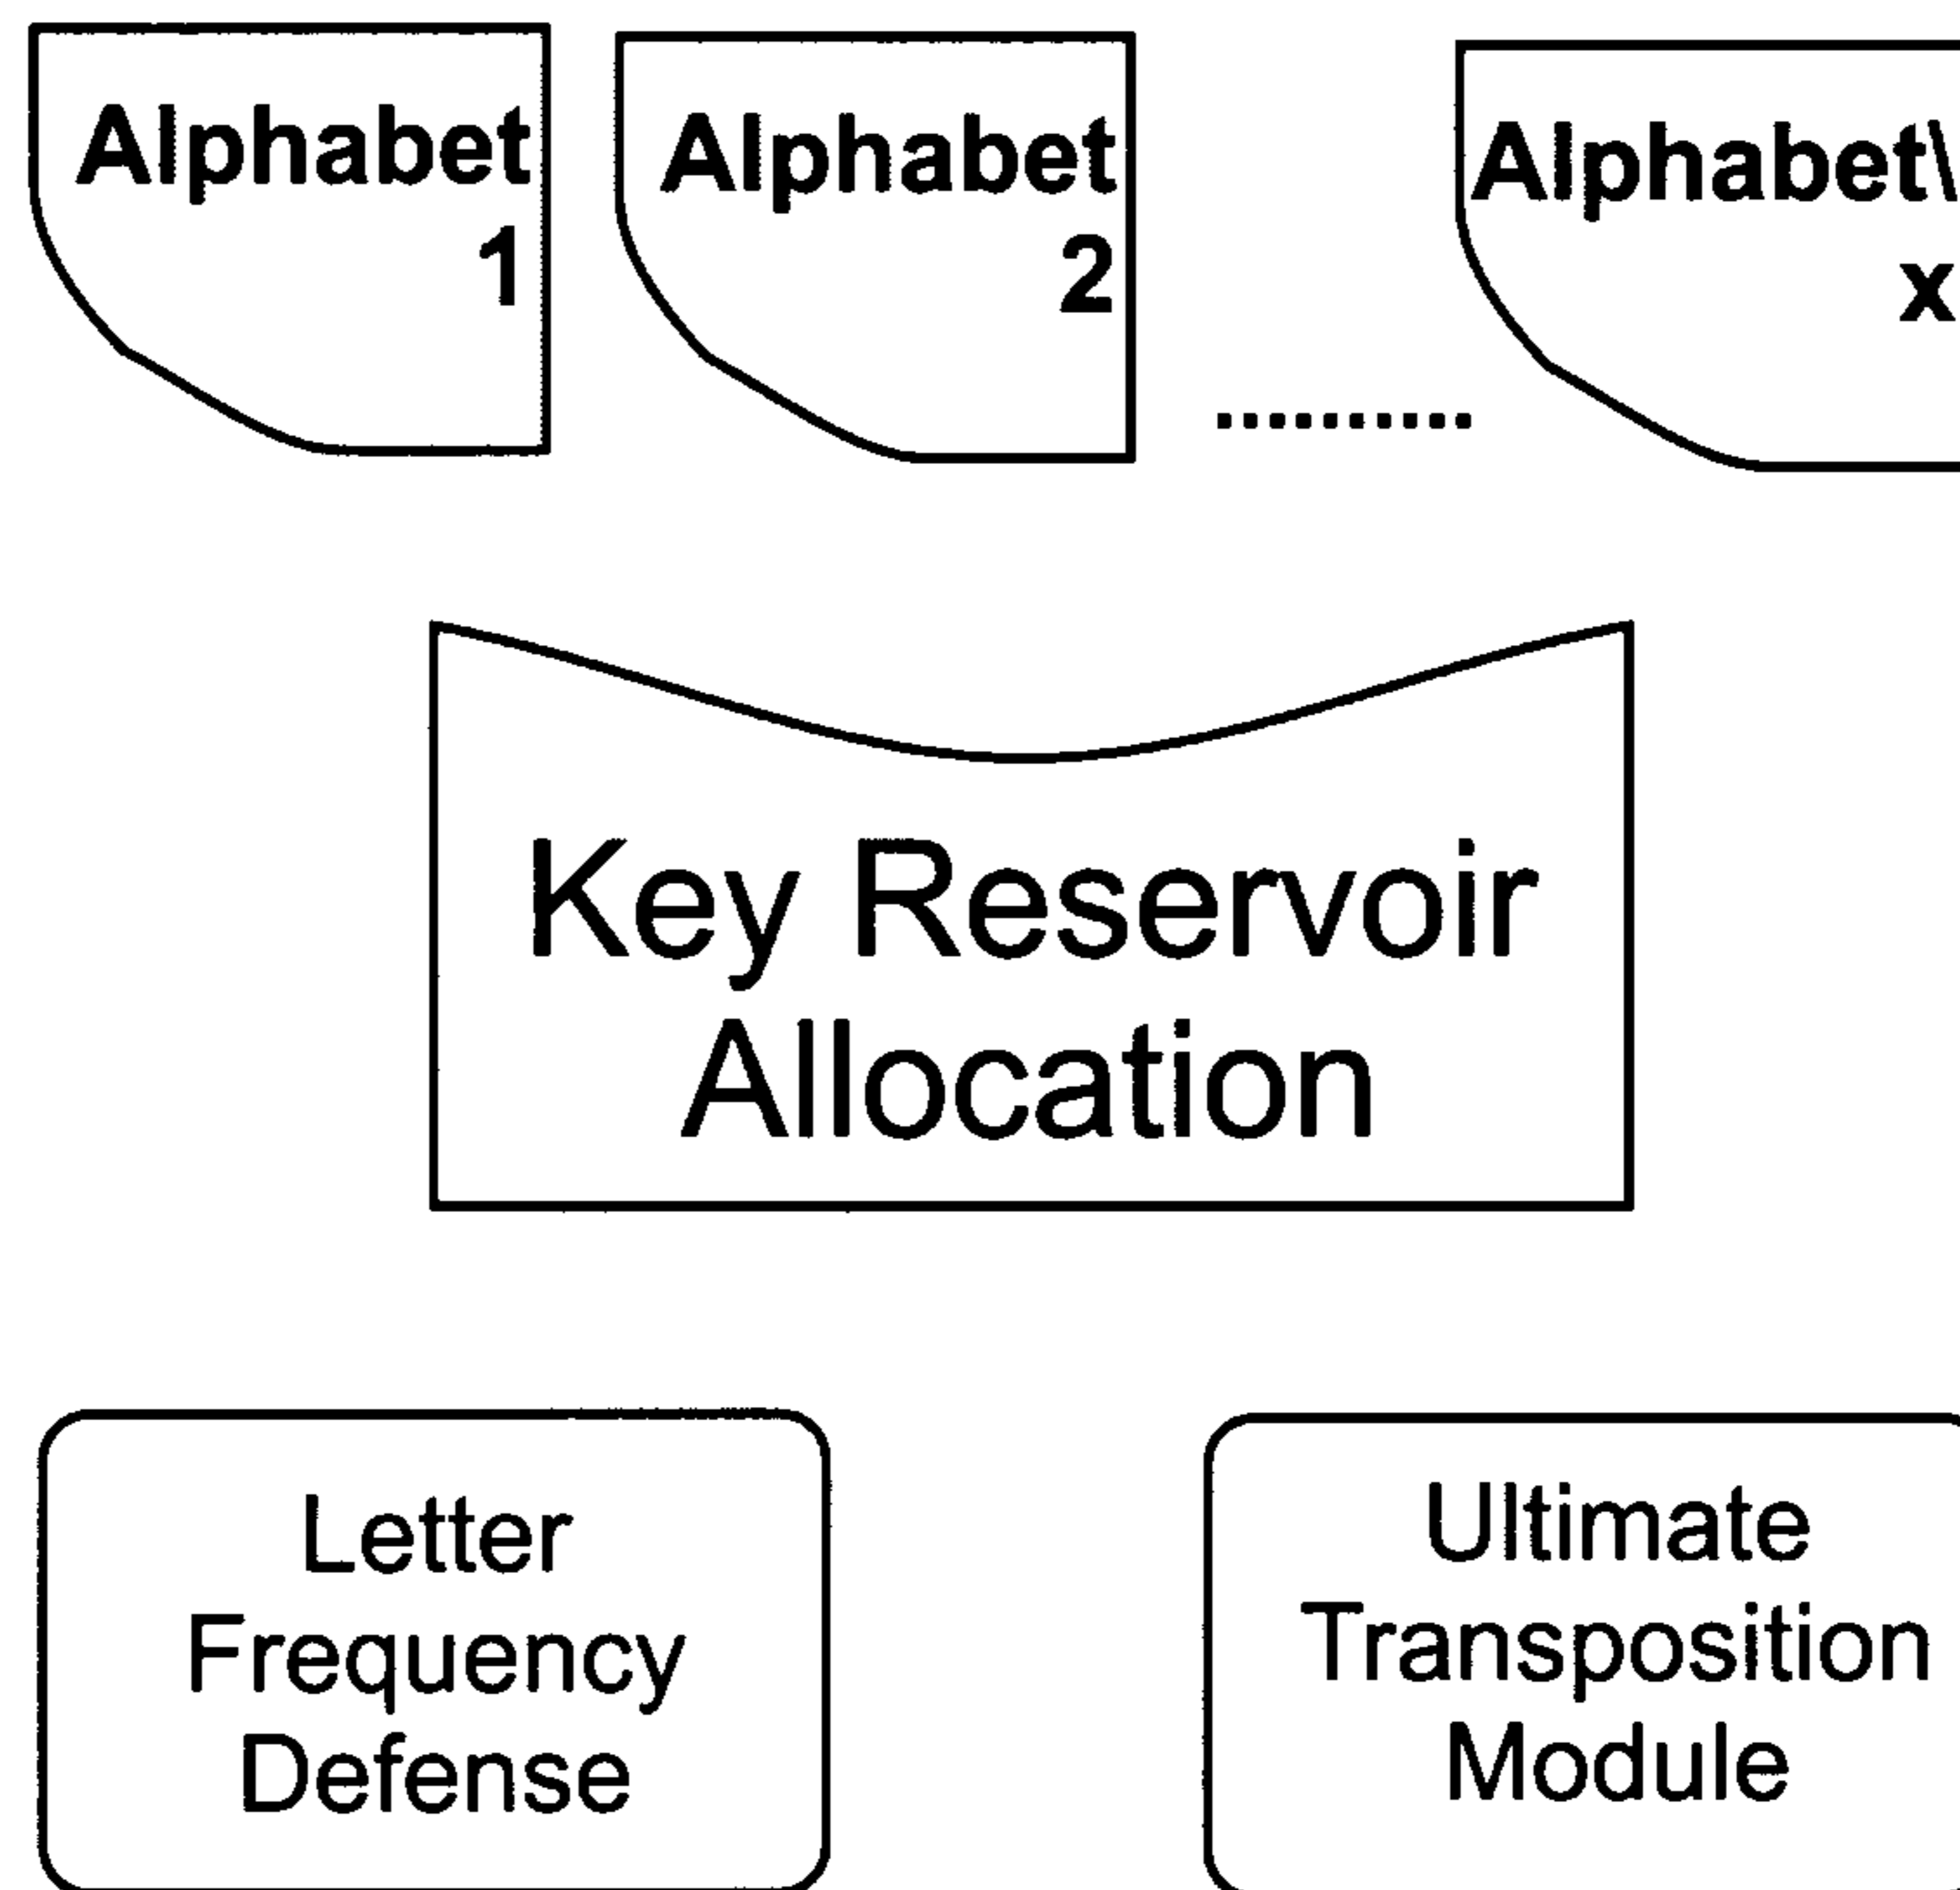 Alphabet
1
Alphabet
2
..........
Alphabet\
x
Key Reservoir
Allocation
Letter
Frequency
Defense
Ultimate
Transposition
Module